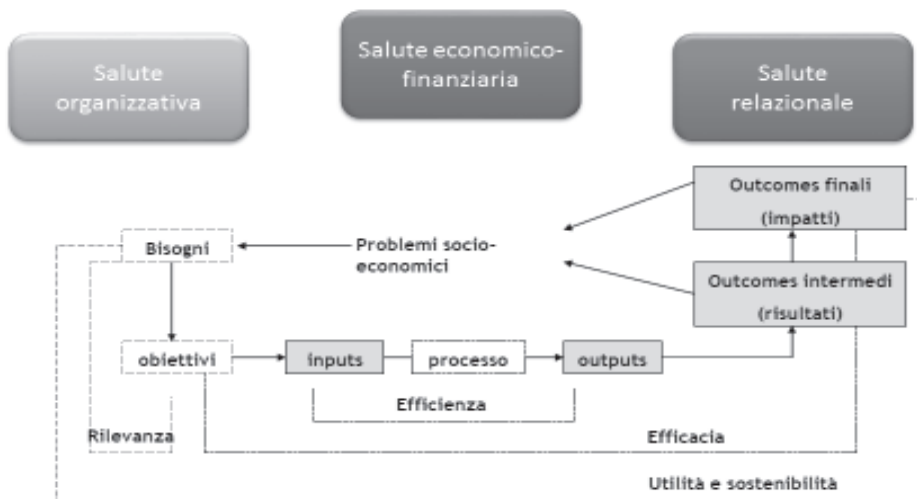 Salute
organizzativa
Salute economico-
finanziaria
Salute
relazionale
Outcomes finali
(impatti)
Bisogni
Problemi socio-
economici
Outcomes intermedi
(risultati)
obiettivi
inputs
processo
outputs
Efficienza
Rilevanza
Efficacia
Utilità e sostenibilità